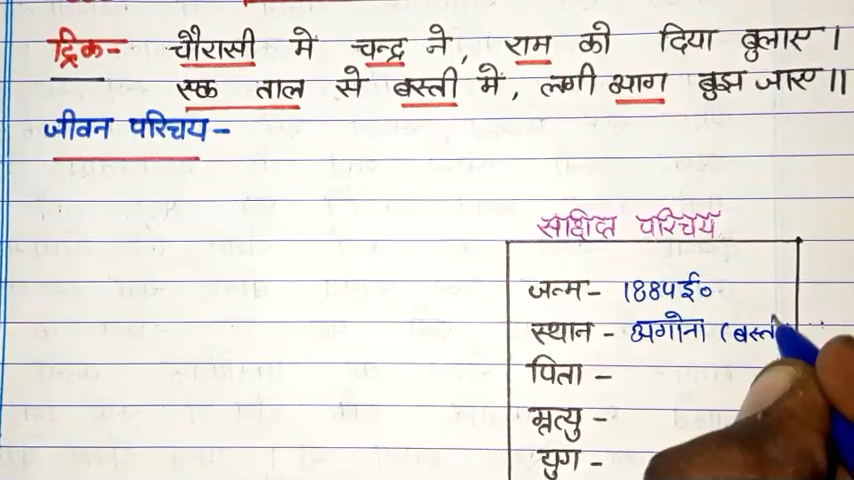 ट्रिक- चौरासी में चन्द्र ने, राम को दिया बुलाए।
एक ताल से बस्ती में, लगी आग बुझ जाए॥
जीवन परिचय-
संक्षिप्त परिचय
जन्म- 1884ई०
स्थान- अगोना (बस्त
पिता-
मृत्यु-
युग-